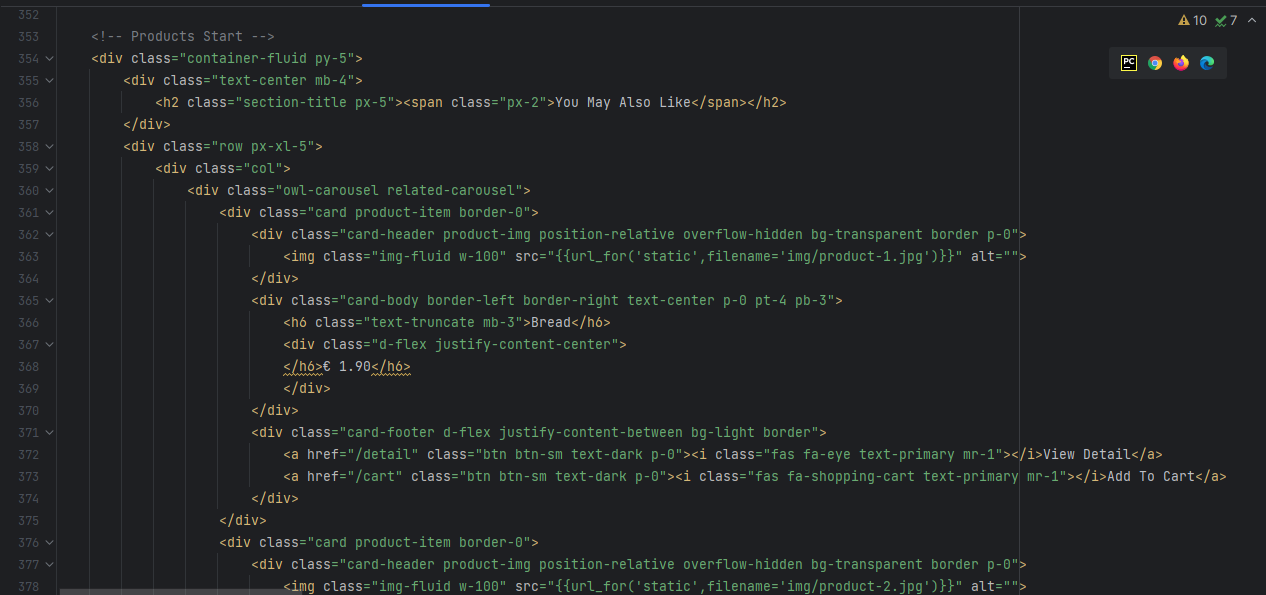 10 7
352
353 <!-- Products Start -->
PC
354 <div class="container-fluid py-5">
355 <div class="text-center mb-4">
356 <h2 class="section-title px-5"><span class="px-2">You May Also Like</span></h2>
357 </div>
358 <div class="row px-xl-5">
359 <div class="col">
360 <div class="owl-carousel related-carousel">
361 <div class="card product-item border-0">
362 <div class="card-header product-img position-relative overflow-hidden bg-transparent border p-0">
363 <img class="img-fluid w-100" src="{{url_for('static',filename='img/product-1.jpg')}}" alt="">
364 </div>
365 <div class="card-body border-left border-right text-center p-0 pt-4 pb-3">
366 <h6 class="text-truncate mb-3">Bread</h6>
367 <div class="d-flex justify-content-center">
368 </h6>€ 1.90</h6>
369 </div>
370 </div>
371 <div class="card-footer d-flex justify-content-between bg-light border">
372 <a href="/detail" class="btn btn-sm text-dark p-0"><i class="fas fa-eye text-primary mr-1"></i>View Detail</a>
373 <a href="/cart" class="btn btn-sm text-dark p-0"><i class="fas fa-shopping-cart text-primary mr-1"></i>Add To Cart</a>
374 </div>
375 </div>
376 <div class="card product-item border-0">
377 <div class="card-header product-img position-relative overflow-hidden bg-transparent border p-0">
378 <img class="img-fluid w-100" src="{{url_for('static',filename='img/product-2.jpg')}}" alt="">